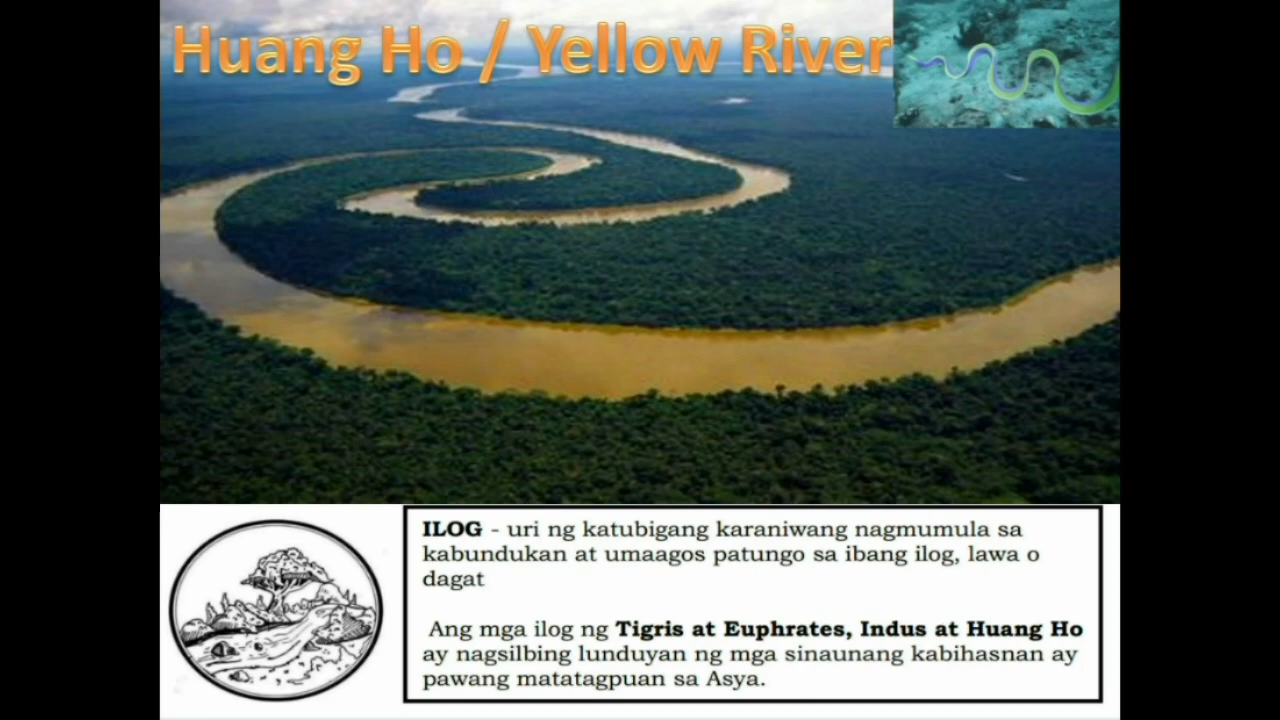 Huang Ho / Yellow River
ILOG - uri ng katubigang karaniwang nagmumula sa
kabundukan at umaagos patungo sa ibang ilog, lawa o
dagat
Ang mga ilog ng Tigris at Euphrates, Indus at Huang Ho
ay nagsilbing lunduyan ng mga sinaunang kabihasnan ay
pawang matatagpuan sa Asya.